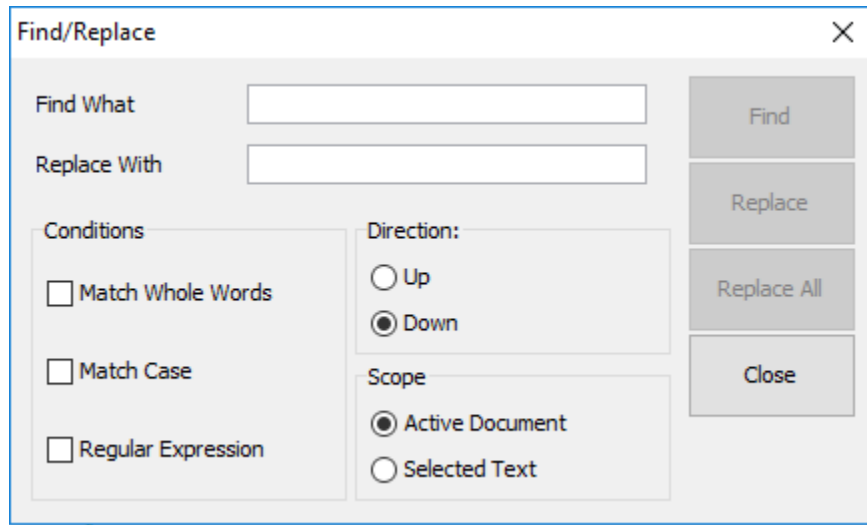 Find/Replace
Find What
Replace With
Conditions
Match Whole Words
Match Case
Regular Expression
Direction:
Up
Down
Scope
Active Document
Selected Text
Find
Replace
Replace All
Close